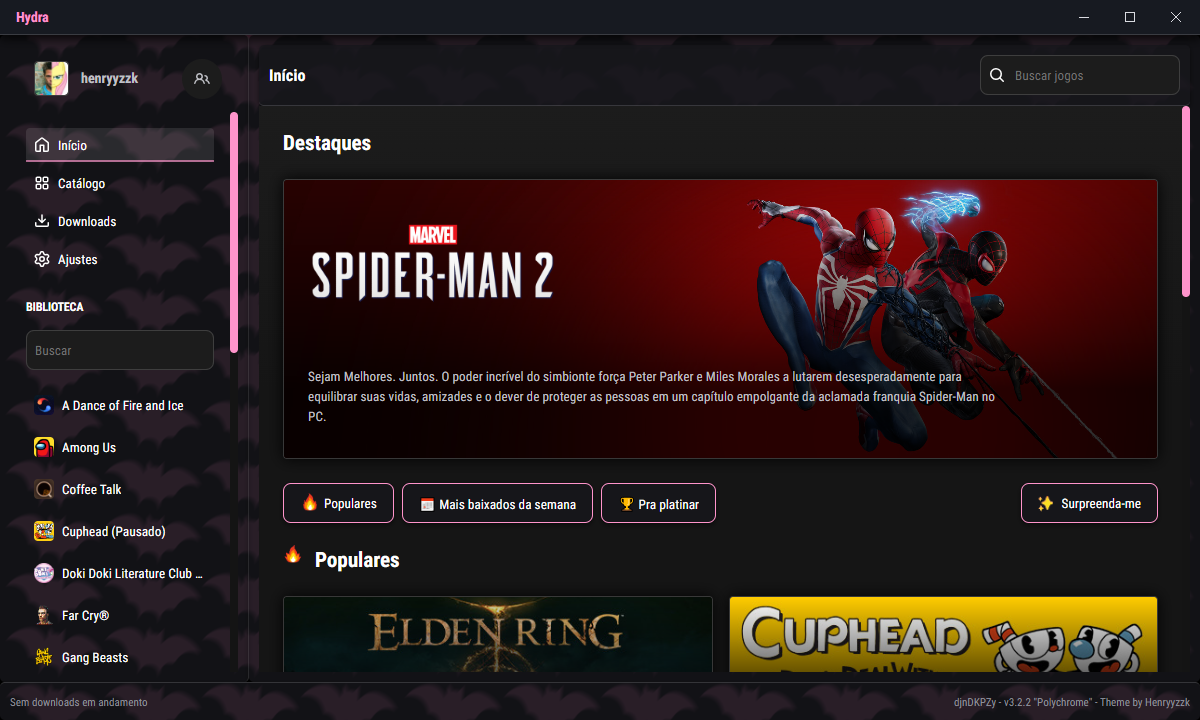 Hydra
henryyzzk
Início
Catálogo
Downloads
Ajustes
BIBLIOTECA
Buscar
A Dance of Fire and Ice
Among Us
Coffee Talk
Cuphead (Pausado)
Doki Doki Literature Club ...
Far Cry®
Gang Beasts
Início
Buscar jogos
Destaques
MARVEL
SPIDER-MAN 2
Sejam Melhores. Juntos. O poder incrível do simbionte força Peter Parker e Miles Morales a lutarem desesperadamente para
equilibrar suas vidas, amizades e o dever de proteger as pessoas em um capítulo empolgante da aclamada franquia Spider-Man no
PC.
Populares
Mais baixados da semana
Pra platinar
Surpreenda-me
Populares
ELDEN RING
CUPHEAD
Sem downloads em andamento
djnDKPZy - v3.2.2 "Polychrome" - Theme by Henryyzzk